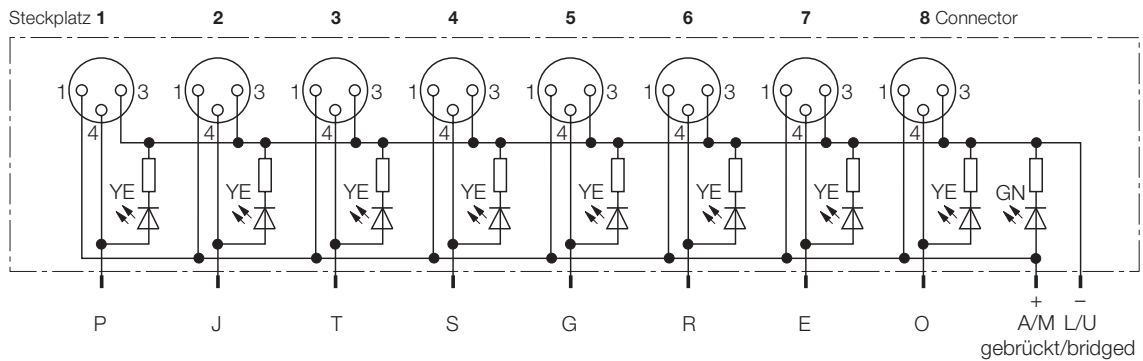 Steckplatz 1 2 3 4 5 6 7 8 Connector
1 3 1 3 1 3 1 3 1 3 1 3 1 3 1 3
4 4 4 4 4 4 4 4
YE YE YE YE YE YE YE YE GN
+ −
P J T S G R E O A/M L/U
gebrückt/bridged